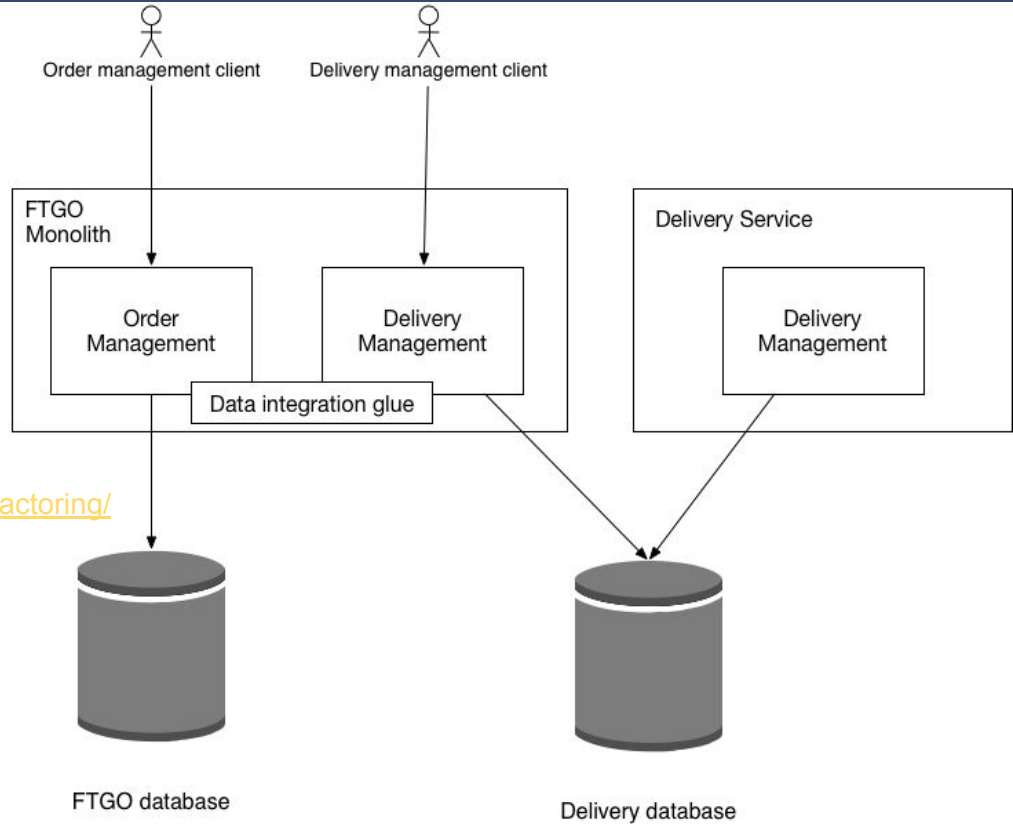 Order management client
Delivery management client
FTGO
Monolith
Delivery Service
Order
Management
Delivery
Management
Delivery
Management
Data integration glue
actoring/
FTGO database
Delivery database